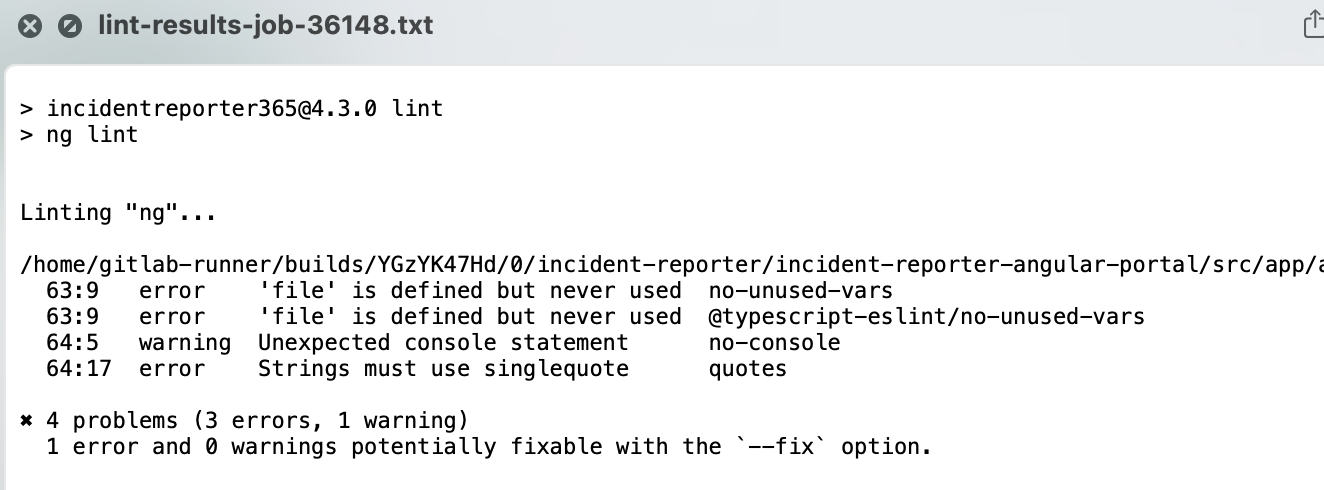 lint-results-job-36148.txt
> incidentreporter365@4.3.0 lint
> ng lint
Linting "ng"...
/home/gitlab-runner/builds/YGzYK47Hd/0/incident-reporter/incident-reporter-angular-portal/src/app/a
63:9 error 'file' is defined but never used no-unused-vars
63:9 error 'file' is defined but never used @typescript-eslint/no-unused-vars
64:5 warning Unexpected console statement no-console
64:17 error Strings must use singlequote quotes
✖ 4 problems (3 errors, 1 warning)
1 error and 0 warnings potentially fixable with the `--fix` option.